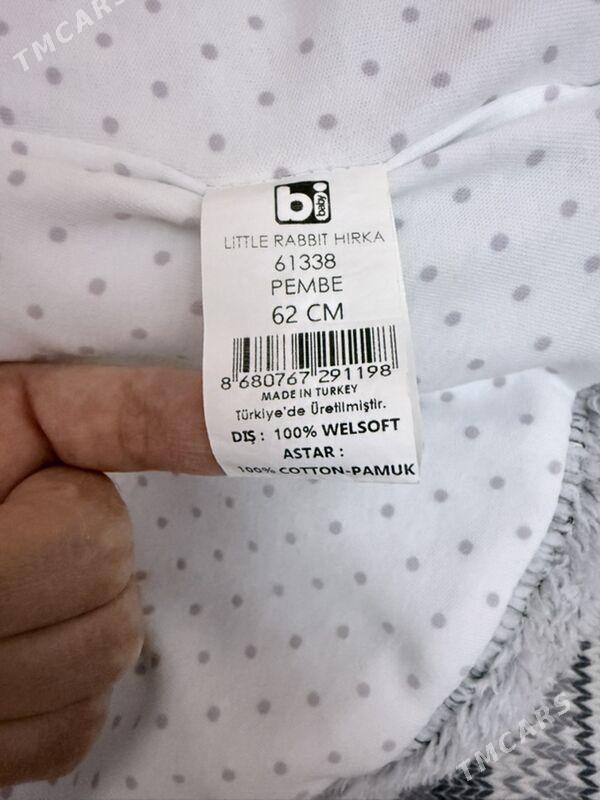 TMCARS
bi
baby
LITTLE RABBIT HIRKA
61338
PEMBE
62 CM
8 680767 291198
MADE IN TURKEY
Türkiye'de Üretilmiştir.
DIŞ : 100% WELSOFT
ASTAR :
100% COTTON-PAMUK
TMCARS